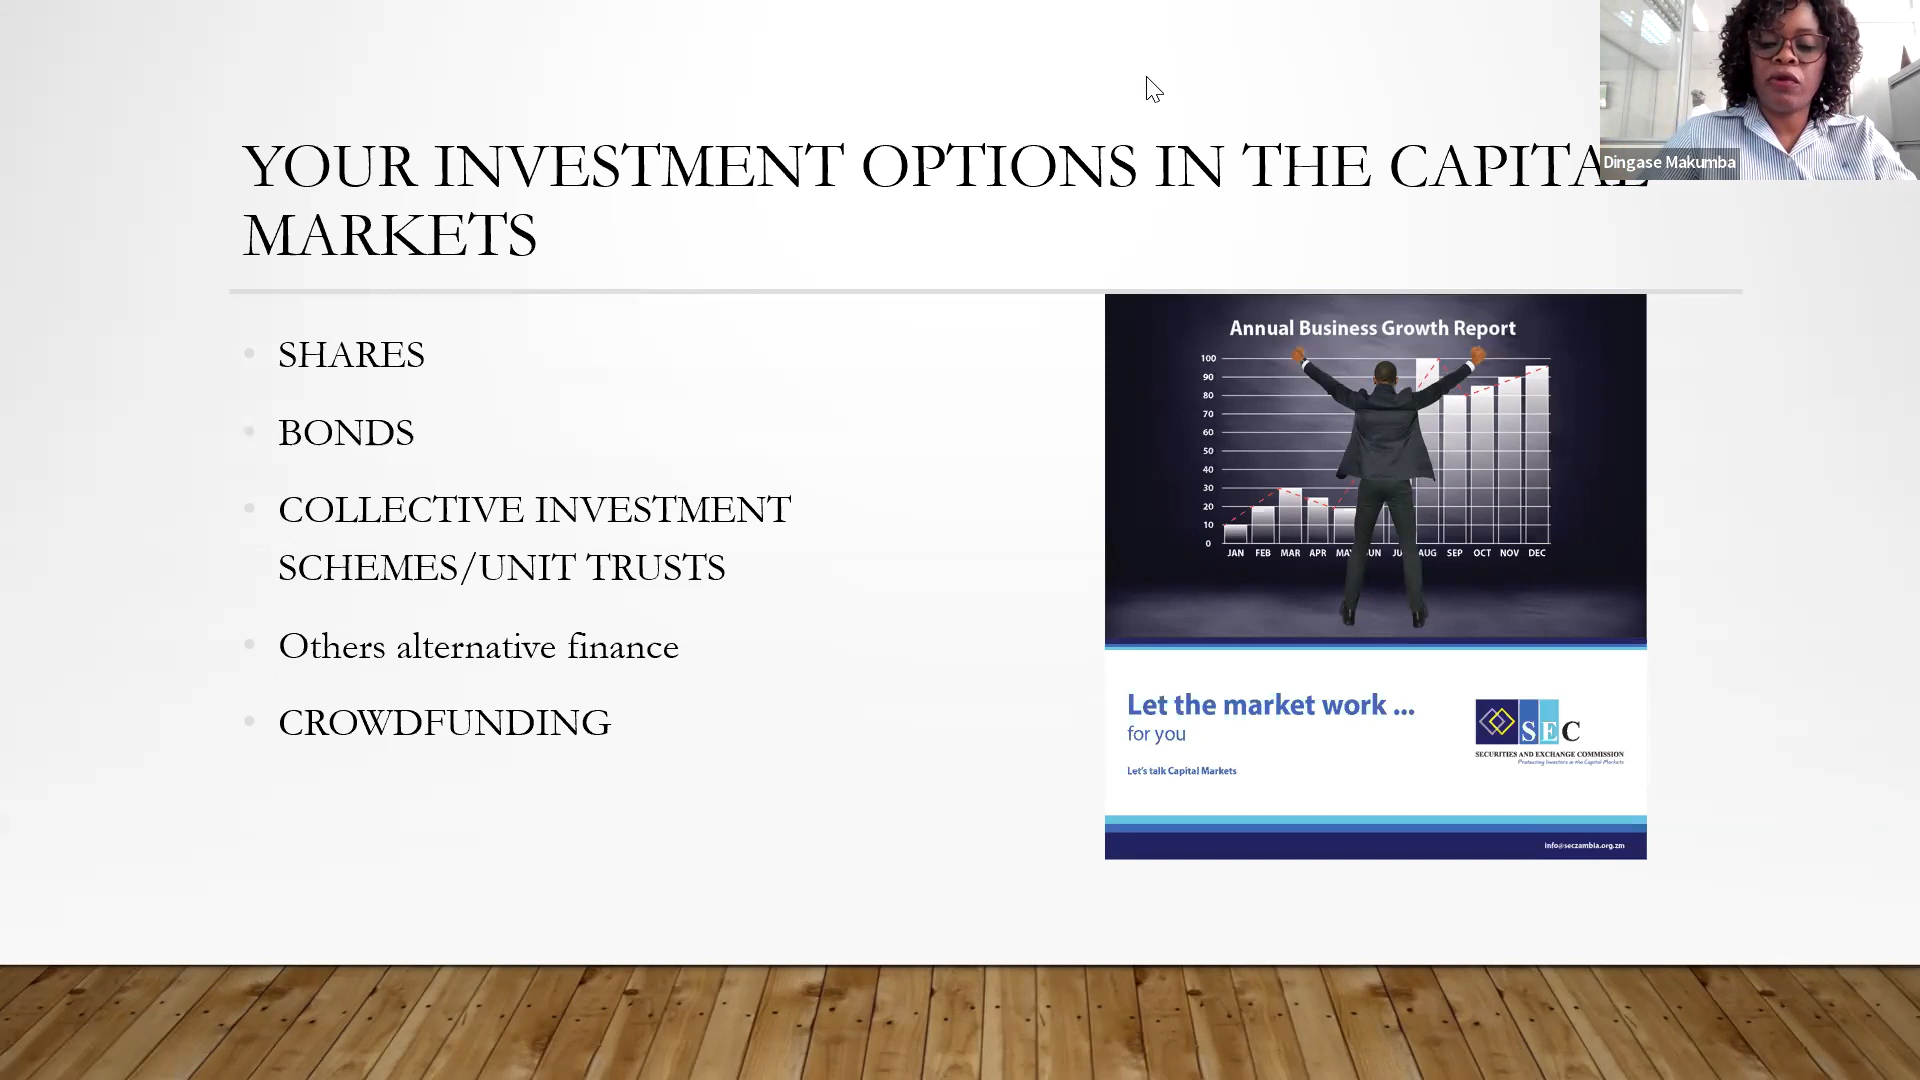 YOUR INVESTMENT OPTIONS IN THE CAPITAL
MARKETS
Dingase Makumba
SHARES
BONDS
COLLECTIVE INVESTMENT
SCHEMES/UNIT TRUSTS
Others alternative finance
CROWDFUNDING
Annual Business Growth Report
100
90
80
70
60
50
40
30
20
10
0
JAN FEB MAR APR MAY JUN JUL AUG SEP OCT NOV DEC
Let the market work ...
for you
Let's talk Capital Markets
SEC
SECURITIES AND EXCHANGE COMMISSION
Protecting Investors in the Capital Markets
info@seczambia.org.zm